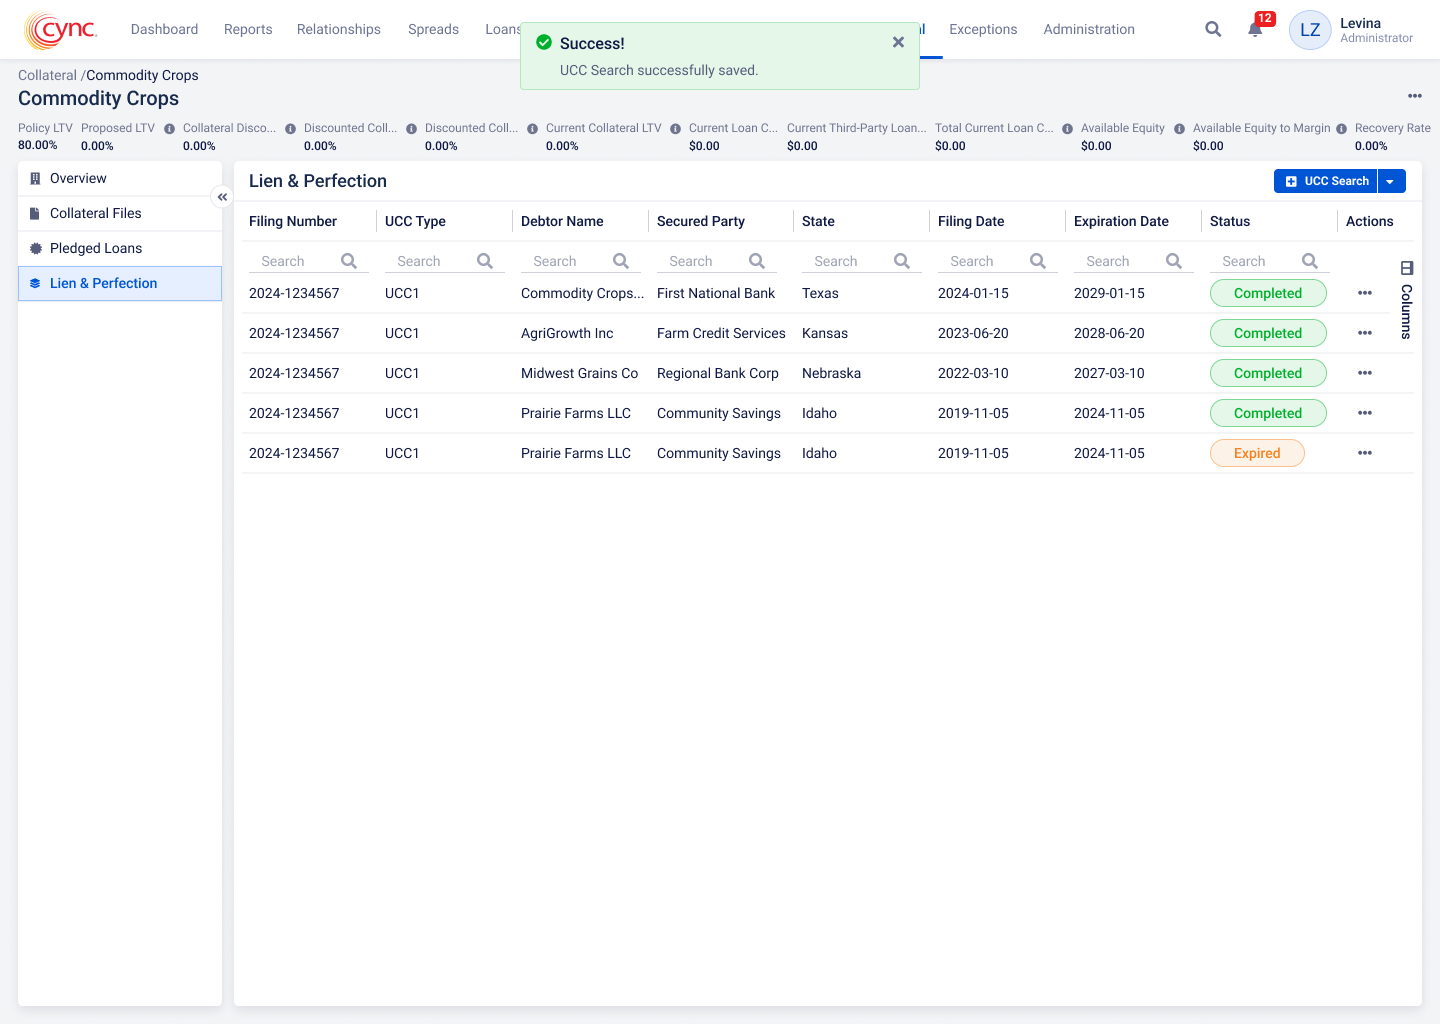 cync
Dashboard Reports Relationships Spreads Loans Exceptions Administration 12 LZ Levina
Administrator
Success!
UCC Search successfully saved.
Collateral /Commodity Crops
Commodity Crops
Policy LTV Proposed LTV Collateral Disco... Discounted Coll... Discounted Coll... Current Collateral LTV Current Loan C... Current Third-Party Loan... Total Current Loan C... Available Equity Available Equity to Margin Recovery Rate
80.00% 0.00% 0.00% 0.00% 0.00% 0.00% $0.00 $0.00 $0.00 $0.00 $0.00 0.00%
Overview
Collateral Files
Pledged Loans
Lien & Perfection
Lien & Perfection UCC Search
Filing Number UCC Type Debtor Name Secured Party State Filing Date Expiration Date Status Actions
Search Search Search Search Search Search Search Search
2024-1234567 UCC1 Commodity Crops... First National Bank Texas 2024-01-15 2029-01-15 Completed
2024-1234567 UCC1 AgriGrowth Inc Farm Credit Services Kansas 2023-06-20 2028-06-20 Completed
2024-1234567 UCC1 Midwest Grains Co Regional Bank Corp Nebraska 2022-03-10 2027-03-10 Completed
2024-1234567 UCC1 Prairie Farms LLC Community Savings Idaho 2019-11-05 2024-11-05 Completed
2024-1234567 UCC1 Prairie Farms LLC Community Savings Idaho 2019-11-05 2024-11-05 Expired
Columns